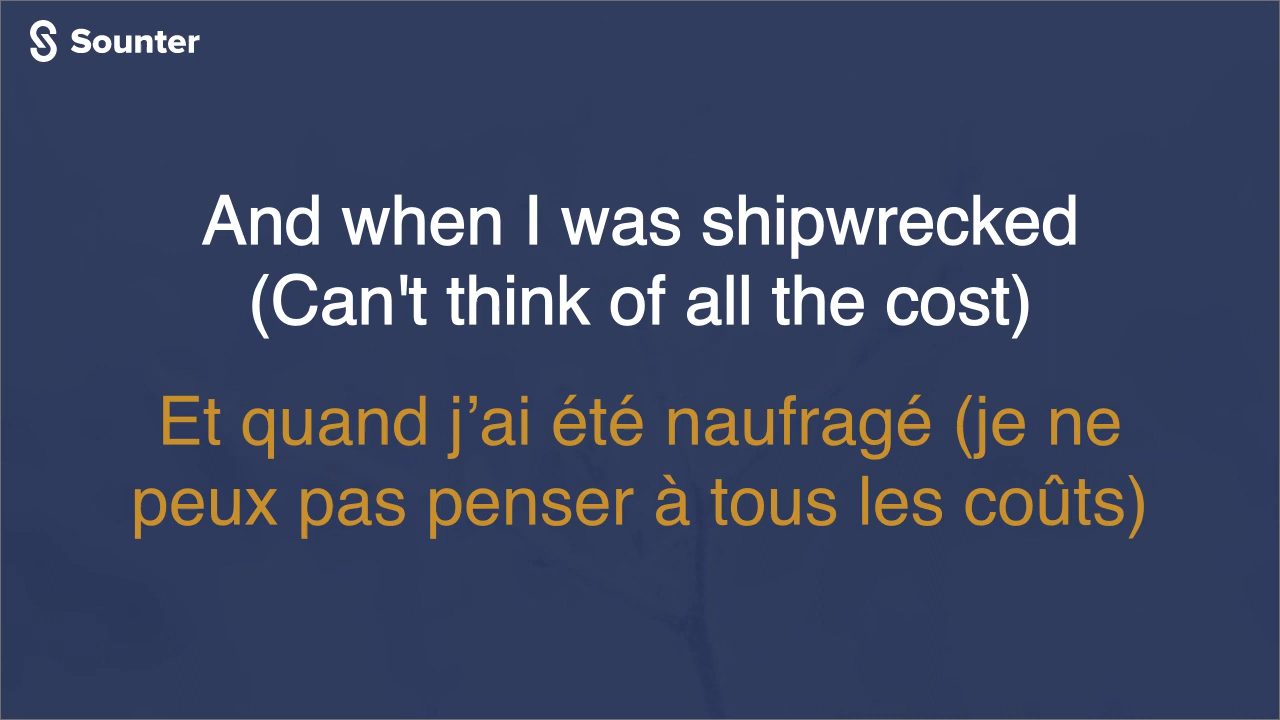 Sounter
And when I was shipwrecked
(Can't think of all the cost)
Et quand j’ai été naufragé (je ne
peux pas penser à tous les coûts)